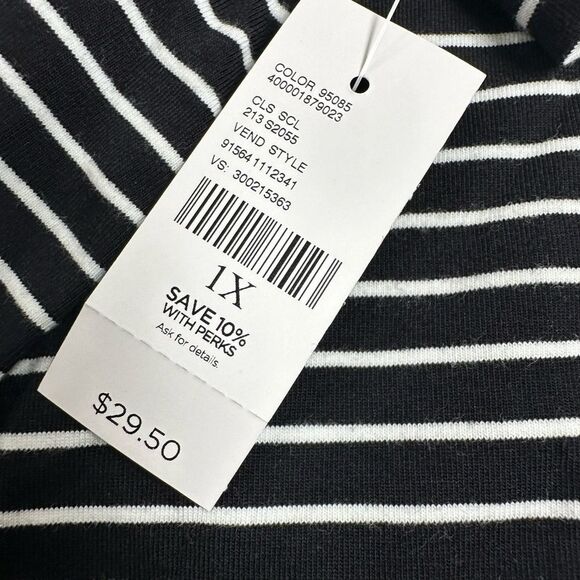 COLOR 95085
400001879023
CLS SCL
213 S2055
VEND STYLE
915641112341
VS: 300215363
1X
SAVE 10%
WITH PERKS
Ask for details.
$29.50